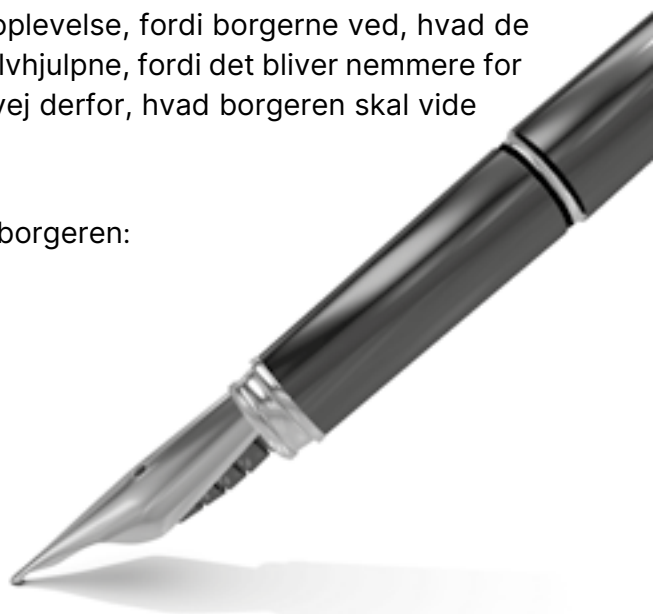 oplevelse, fordi borgerne ved, hvad de
lvhjulpne, fordi det bliver nemmere for
vej derfor, hvad borgeren skal vide
borgeren: